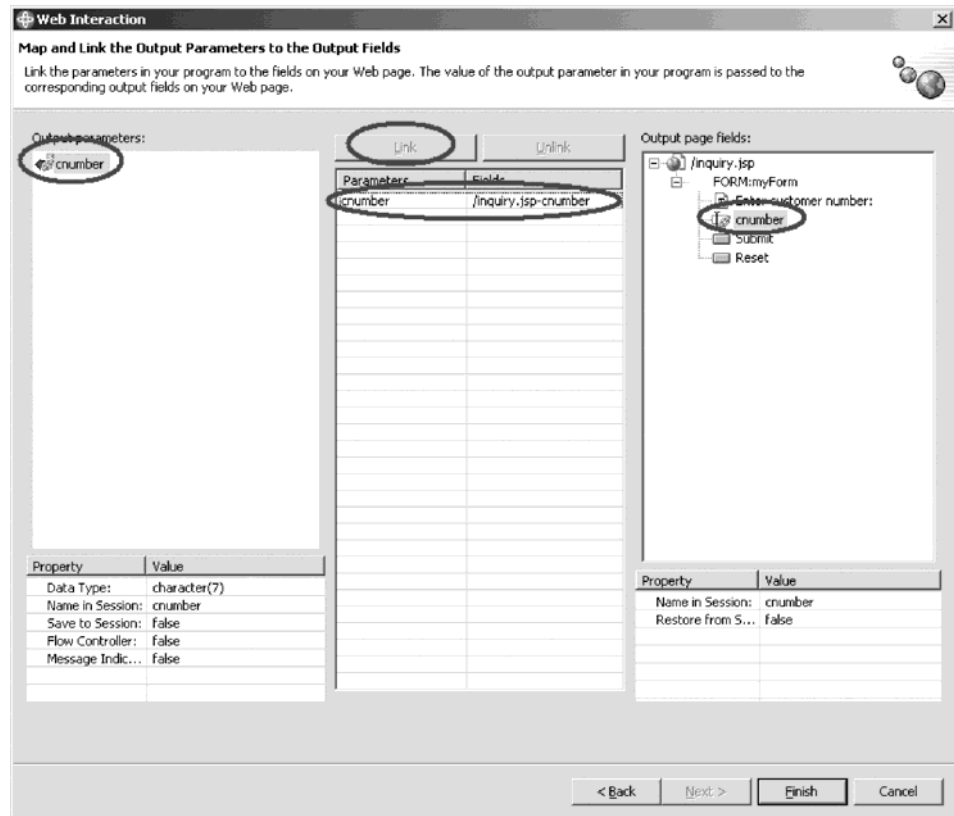 Web Interaction
Map and Link the Output Parameters to the Output Fields
Link the parameters in your program to the fields on your Web page. The value of the output parameter in your program is passed to the
corresponding output fields on your Web page.
Output parameters:
cnumber
Link Unlink
Parameters Fields
cnumber /inquiry.jsp-cnumber
Output page fields:
/inquiry.jsp
FORM:myForm
Enter customer number:
cnumber
Submit
Reset
Property Value
Data Type: character(7)
Name in Session: cnumber
Save to Session: false
Flow Controller: false
Message Indic... false
Property Value
Name in Session: cnumber
Restore from S... false
< Back Next > Finish Cancel